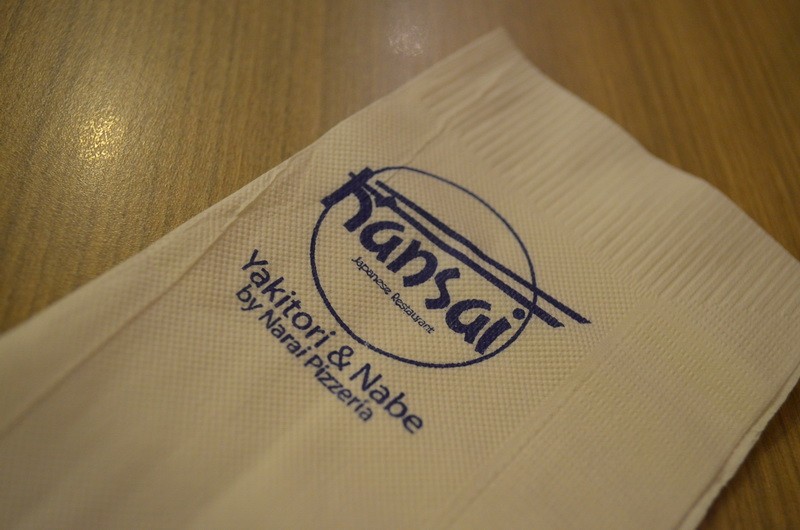 kansai
Japanese Restaurant
Yakitori & Nabe
by Narai Pizzeria